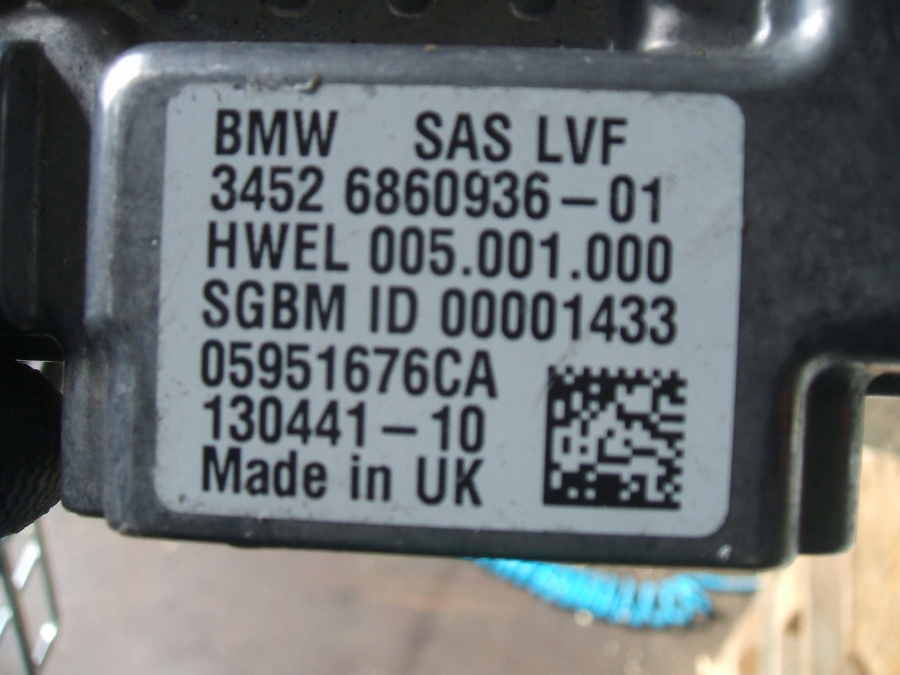 BMW SAS LVF
3452 6860936-01
HWEL 005.001.000
SGBM ID 00001433
05951676CA
130441-10
Made in UK